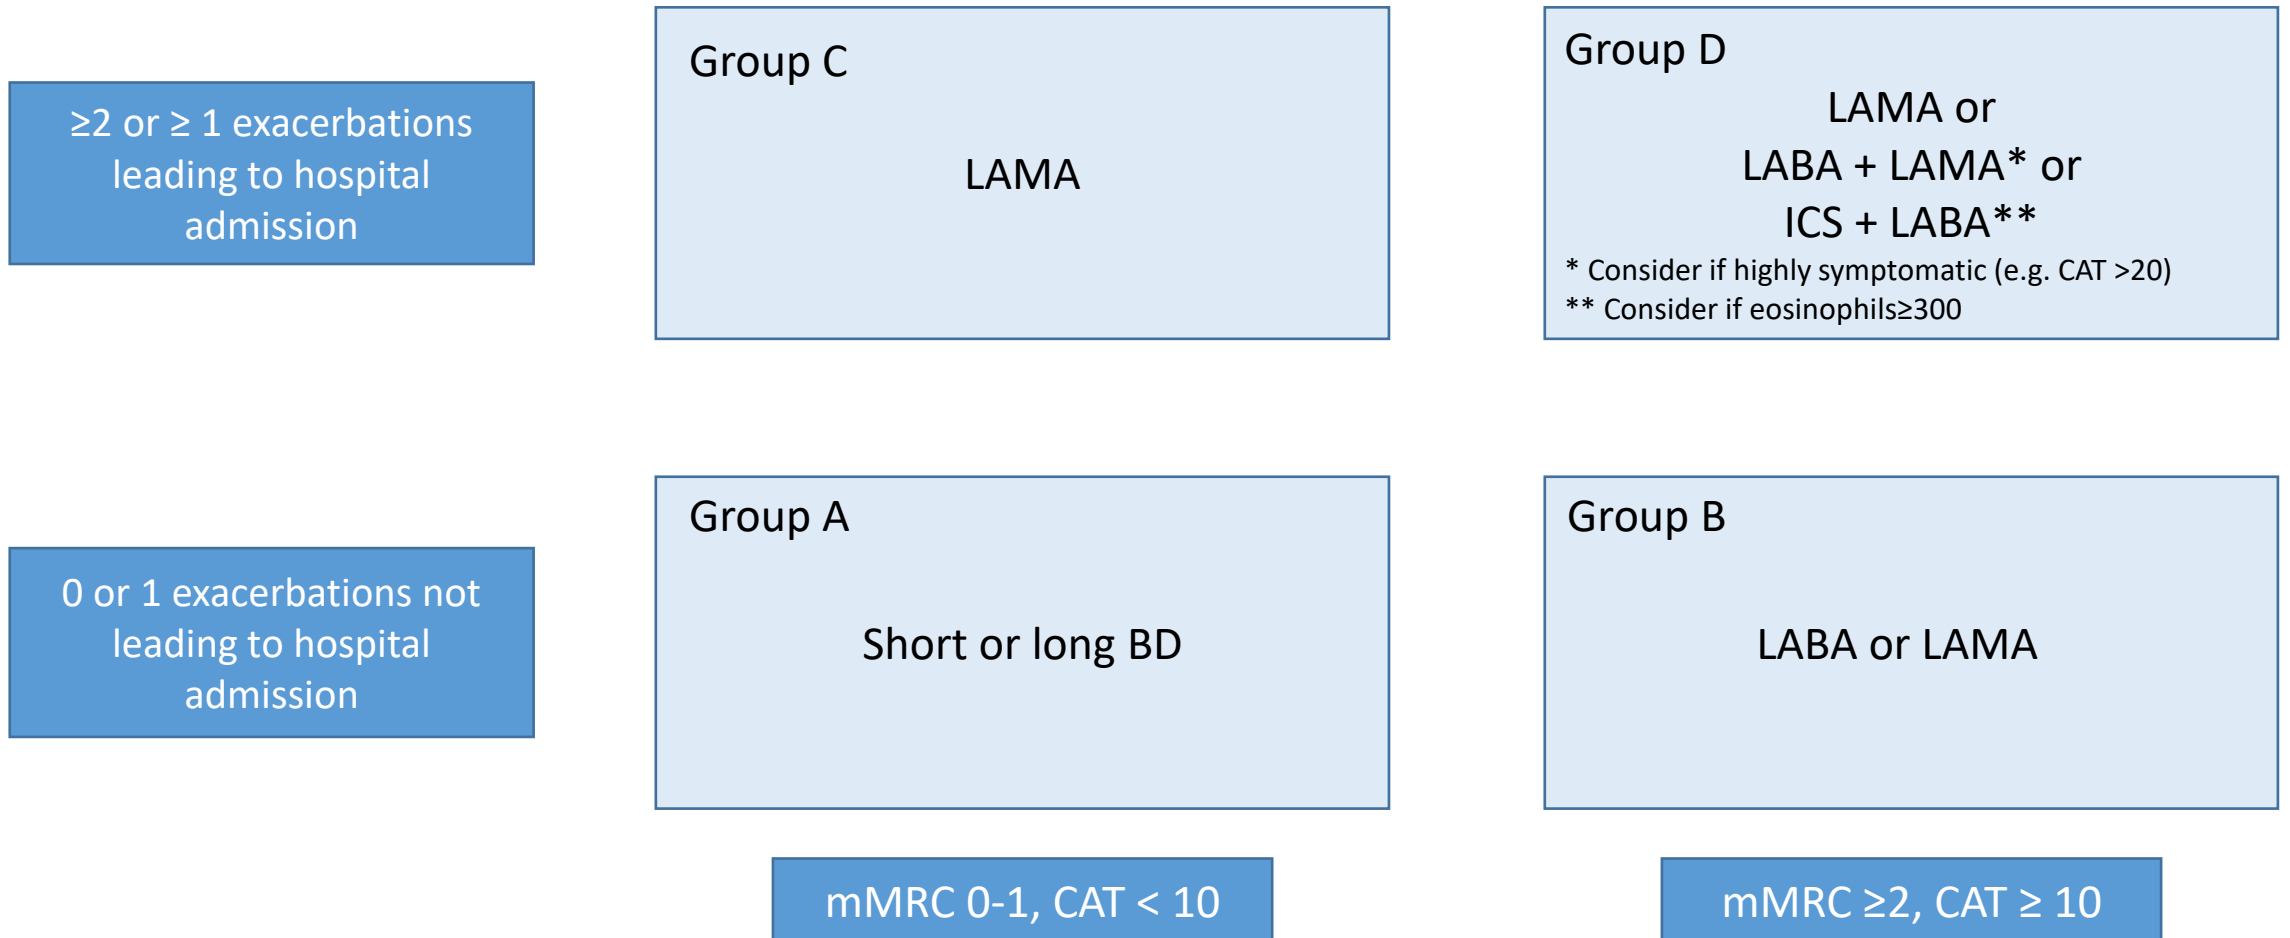 ≥2 or ≥ 1 exacerbations
leading to hospital
admission
Group C
LAMA
Group D
LAMA or
LABA + LAMA* or
ICS + LABA**
* Consider if highly symptomatic (e.g. CAT >20)
** Consider if eosinophils≥300
0 or 1 exacerbations not
leading to hospital
admission
Group A
Short or long BD
Group B
LABA or LAMA
mMRC 0-1, CAT < 10
mMRC ≥2, CAT ≥ 10